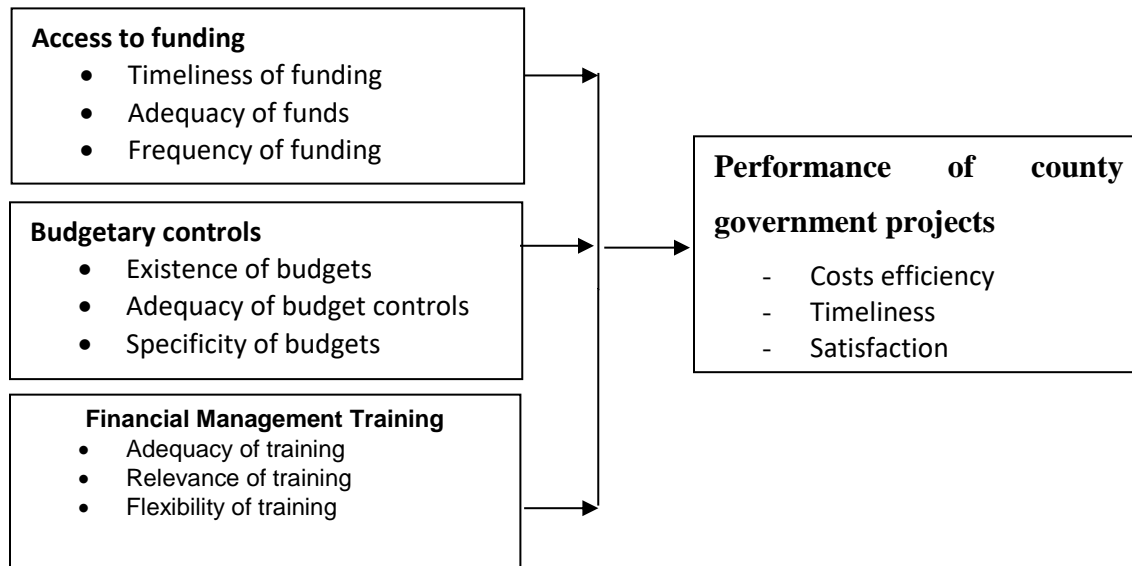 Access to funding
• Timeliness of funding
• Adequacy of funds
• Frequency of funding
Budgetary controls
• Existence of budgets
• Adequacy of budget controls
• Specificity of budgets
Financial Management Training
• Adequacy of training
• Relevance of training
• Flexibility of training
Performance of county
government projects
- Costs efficiency
- Timeliness
- Satisfaction